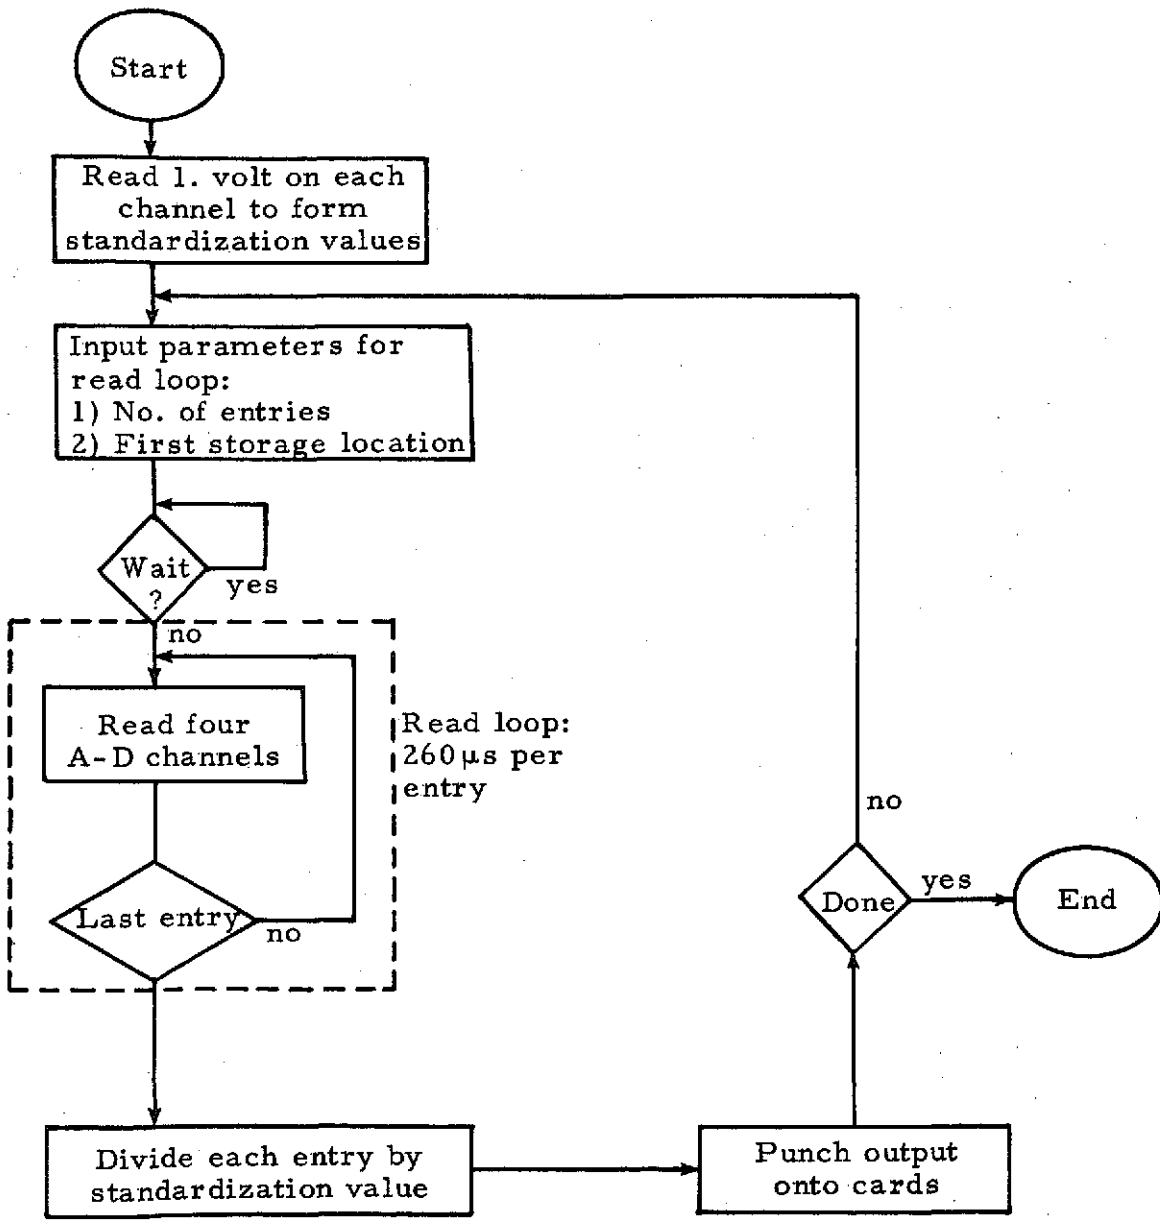 Start
Read 1. volt on each
channel to form
standardization values
Input parameters for
read loop:
1) No. of entries
2) First storage location
Wait
?
yes
no
Read four
A-D channels
Read loop:
260 μs per
entry
Last entry
no
Divide each entry by
standardization value
Punch output
onto cards
Done
no
yes
End